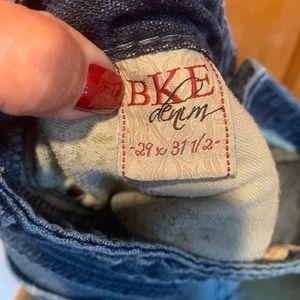 BKE
denim
-29 x 31 1/2-